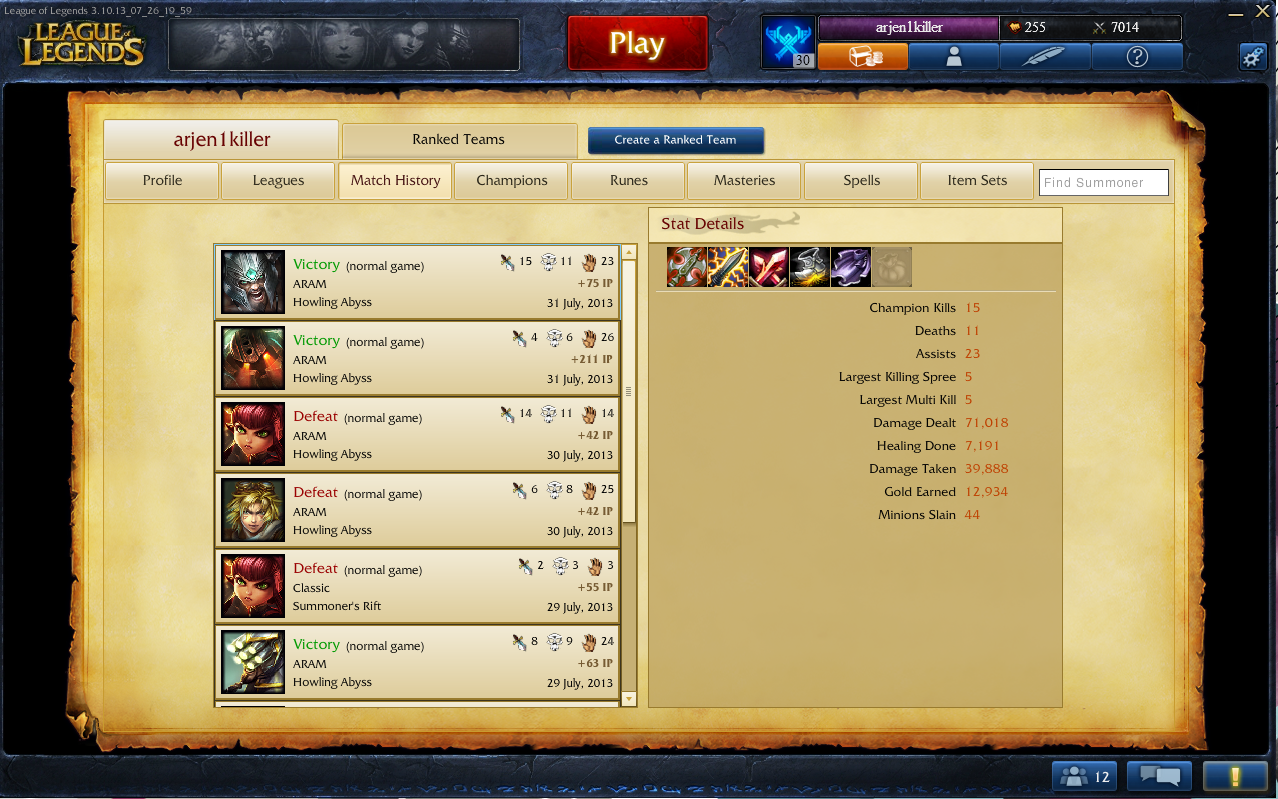 League of Legends 3.10.13_07_26_19_59
LEAGUE of LEGENDS
Play
30
arjen1killer
255
7014
?
arjen1killer
Ranked Teams
Create a Ranked Team
Profile
Leagues
Match History
Champions
Runes
Masteries
Spells
Item Sets
Find Summoner
Victory (normal game) 15 11 23
ARAM +75 IP
Howling Abyss 31 July, 2013
Victory (normal game) 4 6 26
ARAM +211 IP
Howling Abyss 31 July, 2013
Defeat (normal game) 14 11 14
ARAM +42 IP
Howling Abyss 30 July, 2013
Defeat (normal game) 6 8 25
ARAM +42 IP
Howling Abyss 30 July, 2013
Defeat (normal game) 2 3 3
Classic +55 IP
Summoner's Rift 29 July, 2013
Victory (normal game) 8 9 24
ARAM +63 IP
Howling Abyss 29 July, 2013
Stat Details
Champion Kills 15
Deaths 11
Assists 23
Largest Killing Spree 5
Largest Multi Kill 5
Damage Dealt 71,018
Healing Done 7,191
Damage Taken 39,888
Gold Earned 12,934
Minions Slain 44
12
!